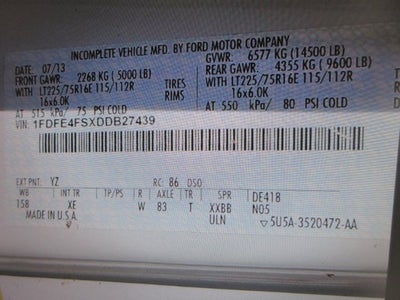 INCOMPLETE VEHICLE MFD. BY FORD MOTOR COMPANY
DATE: 07/13 GVWR: 6577 KG (14500 LB)
FRONT GAWR: 2268 KG (5000 LB) REAR GAWR: 4355 KG (9600 LB)
WITH LT225/75R16E 115/112R TIRES WITH LT225/75R16E 115/112R
16x6.0K RIMS 16x6.0K
AT 515 kPa/ 75 PSI COLD AT kPa/ 80 PSI COLD
VIN: 1FDFE4FSXDDB27439
EXT PNT: YZ RC: 86 DSO:
WB INT TR TP/PS R AXLE TR SPR DE418
158 XE W 83 T XXBB N05
MADE IN U.S.A. ULN ▽5U5A-3520472-AA